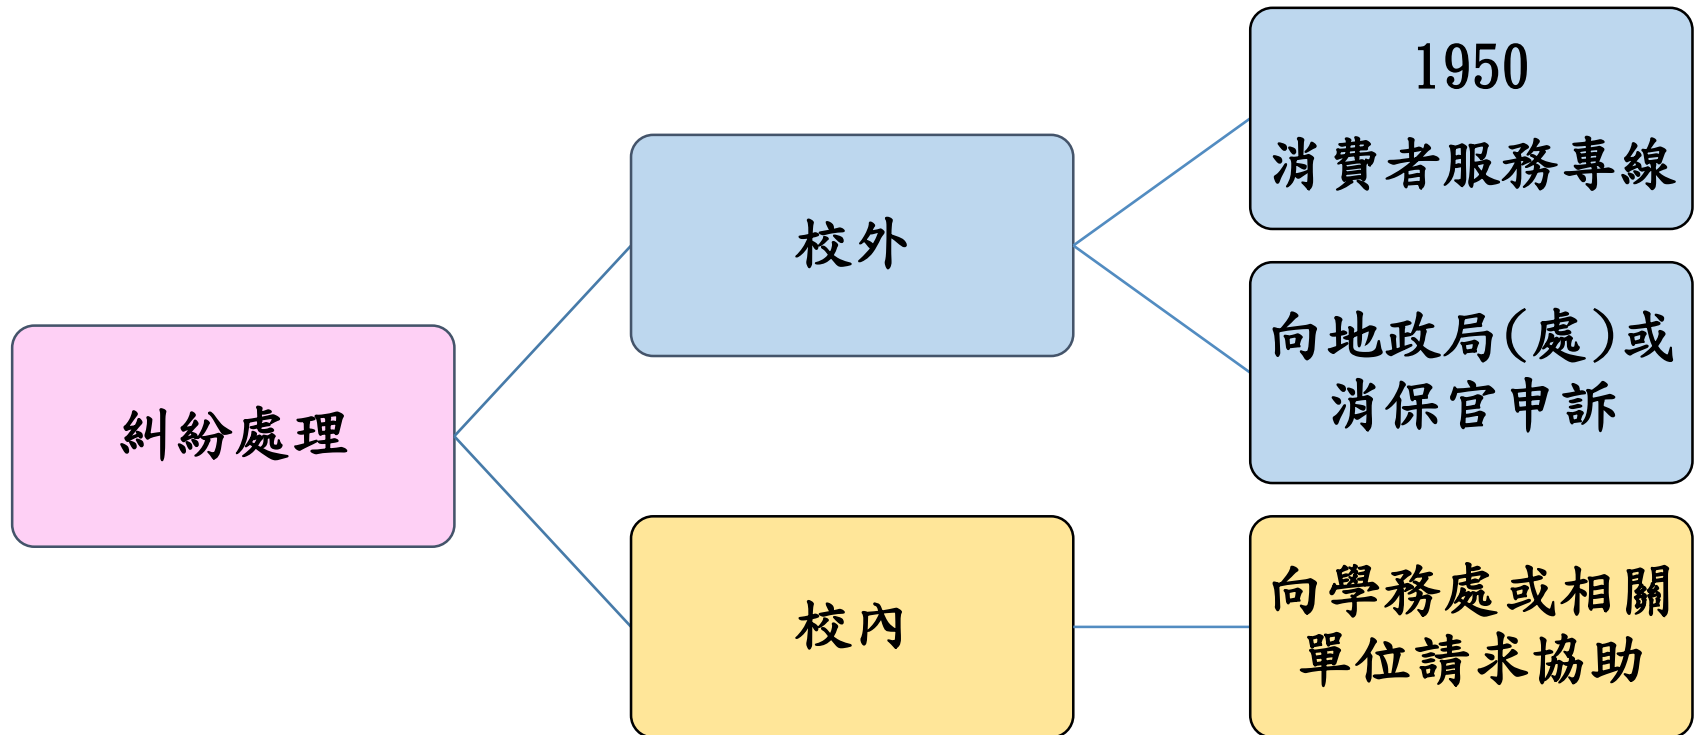 糾紛處理
校外
1950
消費者服務專線
向地政局(處)或
消保官申訴
校內
向學務處或相關
單位請求協助